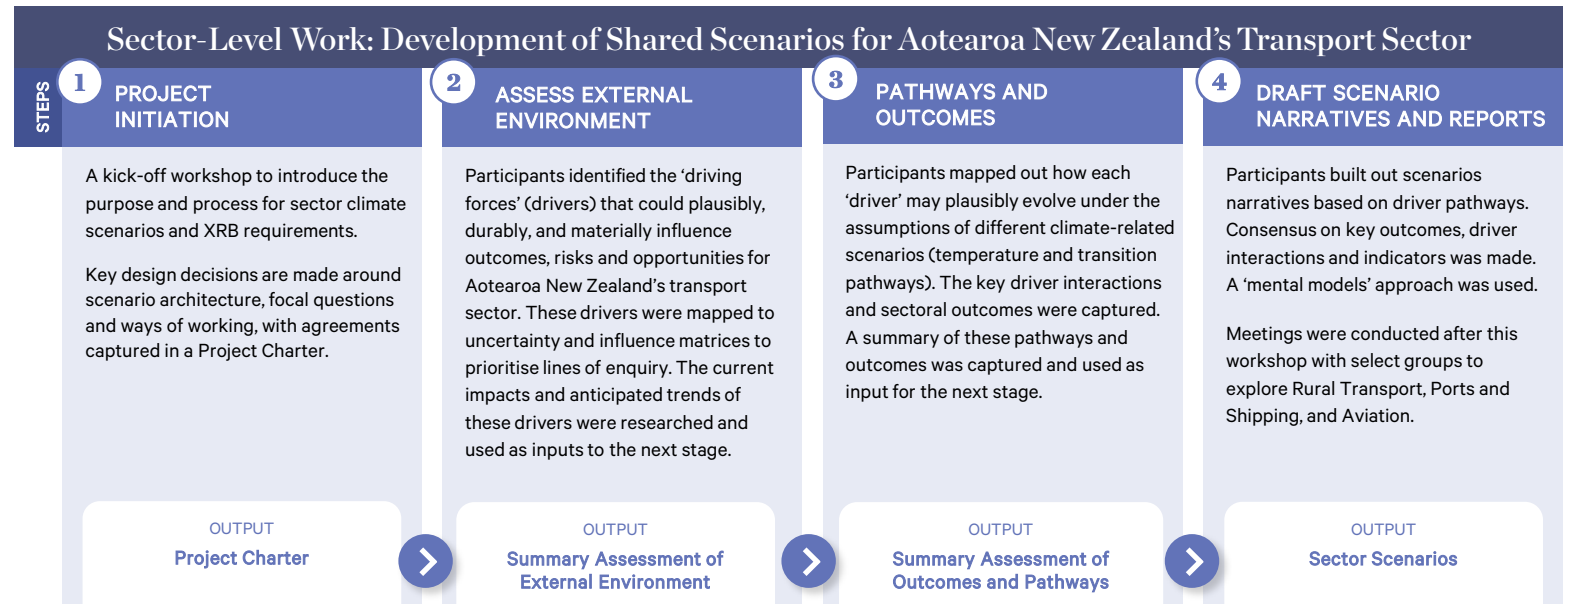 Sector-Level Work: Development of Shared Scenarios for Aotearoa New Zealand’s Transport Sector
STEPS
1
PROJECT
INITIATION
A kick-off workshop to introduce the
purpose and process for sector climate
scenarios and XRB requirements.
Key design decisions are made around
scenario architecture, focal questions
and ways of working, with agreements
captured in a Project Charter.
OUTPUT
Project Charter
2
ASSESS EXTERNAL
ENVIRONMENT
Participants identified the ‘driving
forces’ (drivers) that could plausibly,
durably, and materially influence
outcomes, risks and opportunities for
Aotearoa New Zealand’s transport
sector. These drivers were mapped to
uncertainty and influence matrices to
prioritise lines of enquiry. The current
impacts and anticipated trends of
these drivers were researched and
used as inputs to the next stage.
OUTPUT
Summary Assessment of
External Environment
3
PATHWAYS AND
OUTCOMES
Participants mapped out how each
‘driver’ may plausibly evolve under the
assumptions of different climate-related
scenarios (temperature and transition
pathways). The key driver interactions
and sectoral outcomes were captured.
A summary of these pathways and
outcomes was captured and used as
input for the next stage.
OUTPUT
Summary Assessment of
Outcomes and Pathways
4
DRAFT SCENARIO
NARRATIVES AND REPORTS
Participants built out scenarios
narratives based on driver pathways.
Consensus on key outcomes, driver
interactions and indicators was made.
A ‘mental models’ approach was used.
Meetings were conducted after this
workshop with select groups to
explore Rural Transport, Ports and
Shipping, and Aviation.
OUTPUT
Sector Scenarios